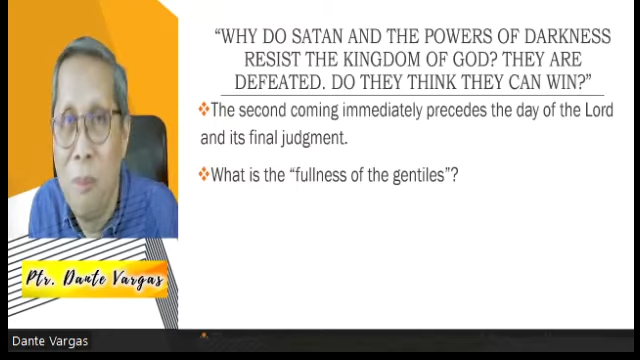 “WHY DO SATAN AND THE POWERS OF DARKNESS
RESIST THE KINGDOM OF GOD? THEY ARE
DEFEATED. DO THEY THINK THEY CAN WIN?”
The second coming immediately precedes the day of the Lord
and its final judgment.
What is the “fullness of the gentiles”?
Ptr. Dante Vargas
Dante Vargas